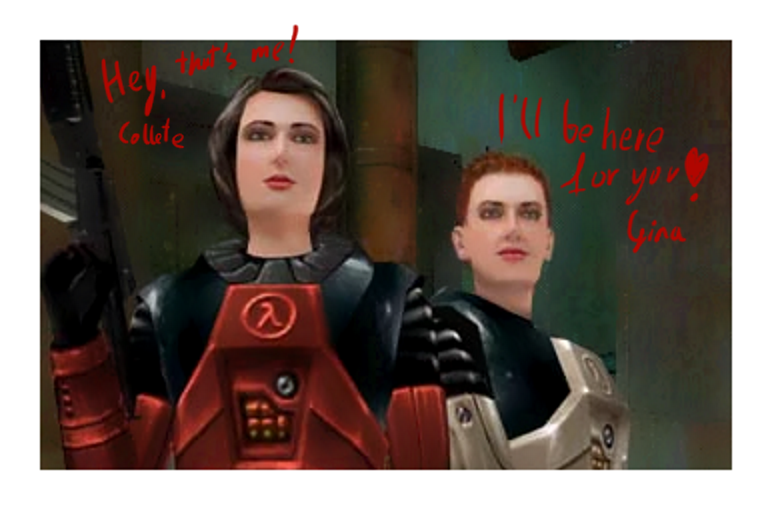 Hey, that's me!
Collete
I'll be here
for you♥
Gina
λ